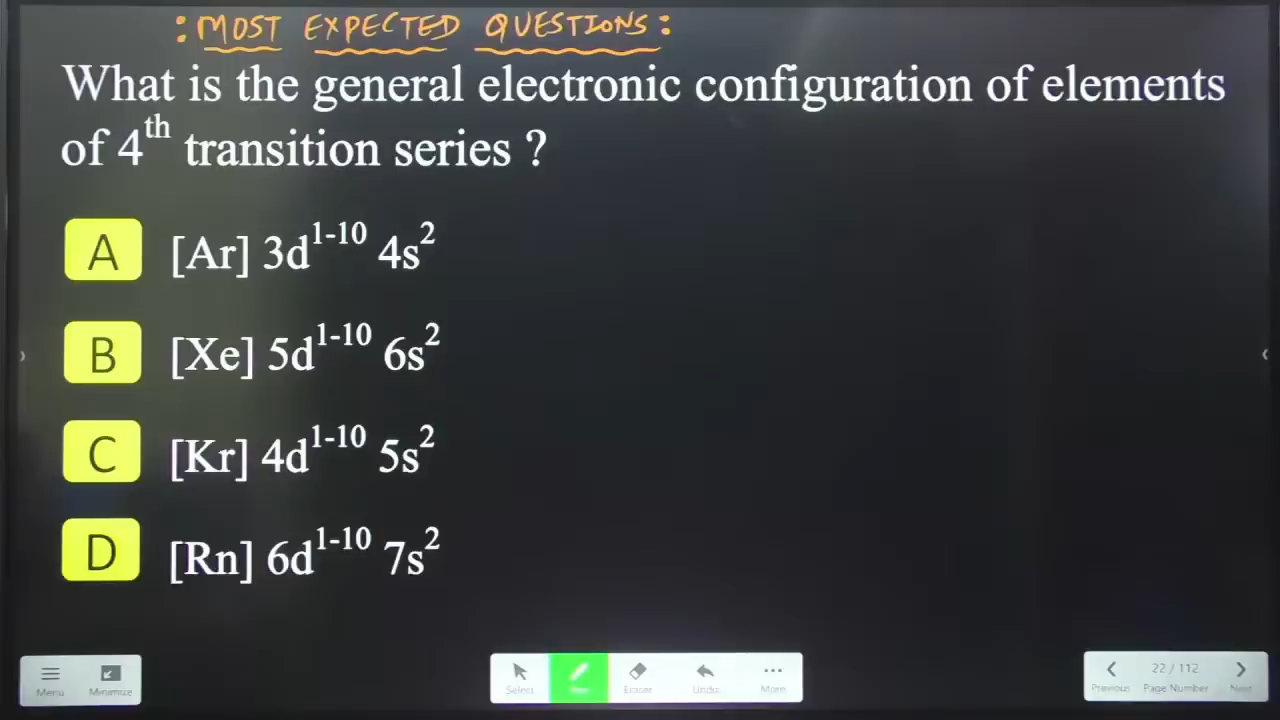 : MOST EXPECTED QUESTIONS :
What is the general electronic configuration of elements
of 4th transition series ?
A [Ar] 3d1-10 4s2
B [Xe] 5d1-10 6s2
C [Kr] 4d1-10 5s2
D [Rn] 6d1-10 7s2
Menu Minimize Select Eraser Undo More Previous 22 / 112 Page Number Next